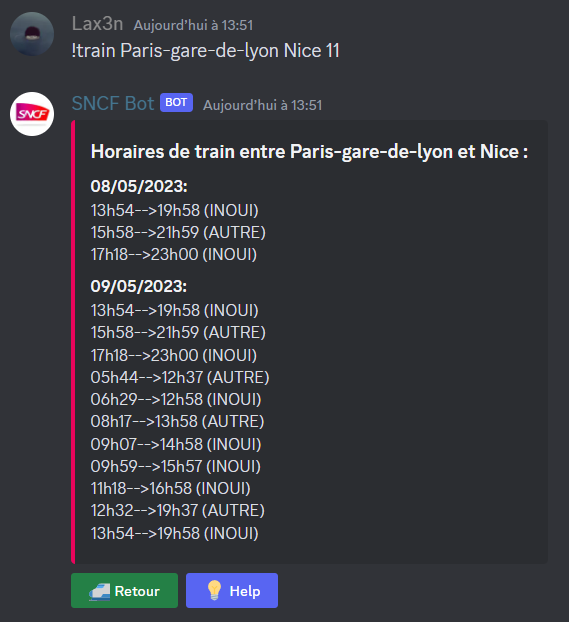 Lax3n Aujourd'hui à 13:51
!train Paris-gare-de-lyon Nice 11
SNCF
SNCF Bot BOT Aujourd'hui à 13:51
Horaires de train entre Paris-gare-de-lyon et Nice :
08/05/2023:
13h54-->19h58 (INOUI)
15h58-->21h59 (AUTRE)
17h18-->23h00 (INOUI)
09/05/2023:
13h54-->19h58 (INOUI)
15h58-->21h59 (AUTRE)
17h18-->23h00 (INOUI)
05h44-->12h37 (AUTRE)
06h29-->12h58 (INOUI)
08h17-->13h58 (AUTRE)
09h07-->14h58 (INOUI)
09h59-->15h57 (INOUI)
11h18-->16h58 (INOUI)
12h32-->19h37 (AUTRE)
13h54-->19h58 (INOUI)
Retour Help